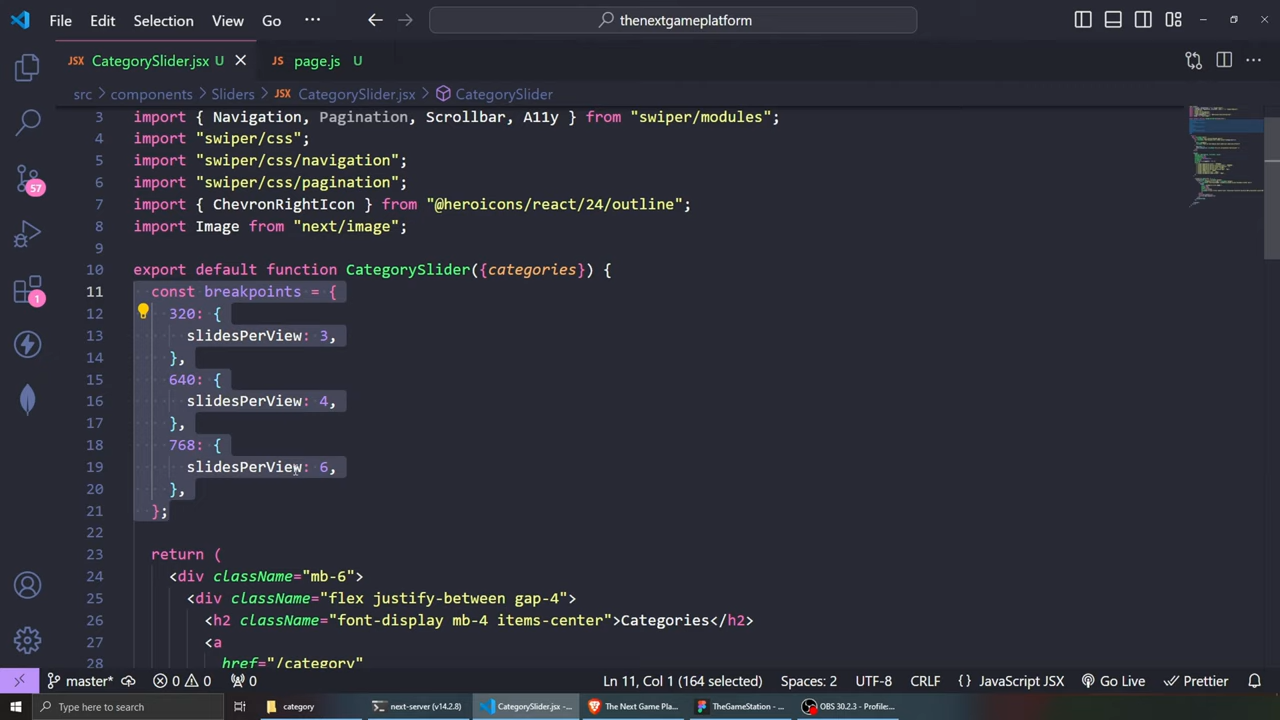 File Edit Selection View Go ··· thenextgameplatform
JSX CategorySlider.jsx U JS page.js U
src > components > Sliders > JSX CategorySlider.jsx > CategorySlider
3 import { Navigation, Pagination, Scrollbar, A11y } from "swiper/modules";
4 import "swiper/css";
5 import "swiper/css/navigation";
6 import "swiper/css/pagination";
7 import { ChevronRightIcon } from "@heroicons/react/24/outline";
8 import Image from "next/image";
9
10 export default function CategorySlider({categories}) {
11 const breakpoints = {
12 320: {
13 slidesPerView: 3,
14 },
15 640: {
16 slidesPerView: 4,
17 },
18 768: {
19 slidesPerView: 6,
20 },
21 };
22
23 return (
24 <div className="mb-6">
25 <div className="flex justify-between gap-4">
26 <h2 className="font-display mb-4 items-center">Categories</h2>
27 <a
28 href="/category"
57
1
master* 0 0 0 Ln 11, Col 1 (164 selected) Spaces: 2 UTF-8 CRLF {} JavaScript JSX Go Live Prettier
Type here to search category next-server (v14.2.8) CategorySlider.jsx - ... The Next Game Pla... TheGameStation - ... OBS 30.2.3 - Profile:...